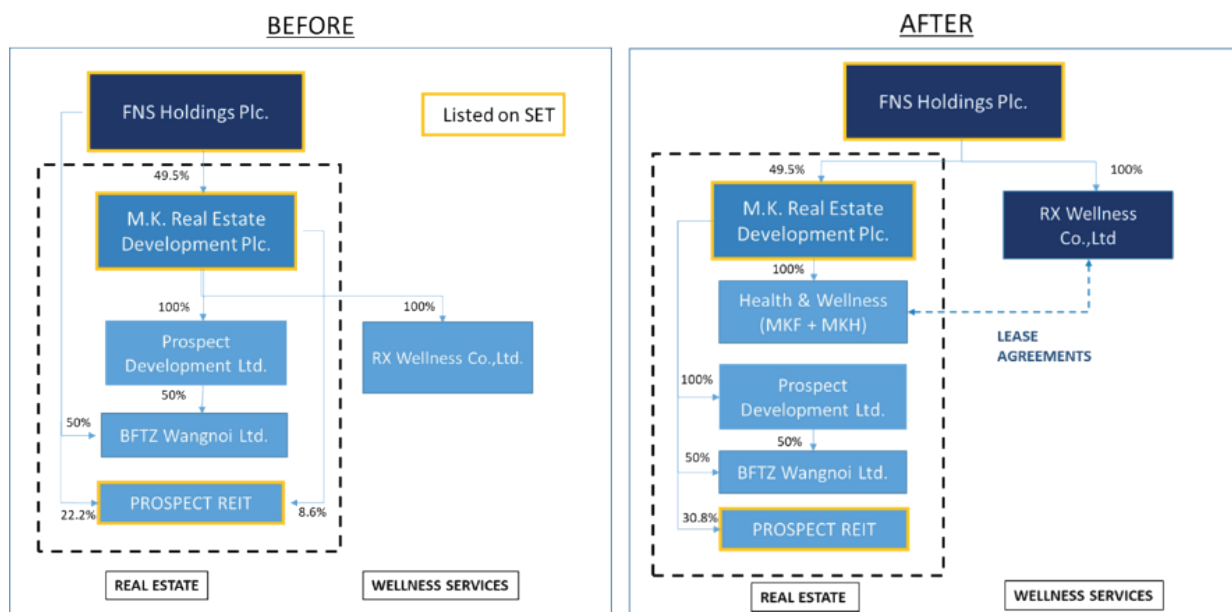 BEFORE
FNS Holdings Plc.
Listed on SET
49.5%
M.K. Real Estate
Development Plc.
100%
100%
Prospect
Development Ltd.
RX Wellness Co.,Ltd.
50%
50%
BFTZ Wangnoi Ltd.
PROSPECT REIT
22.2%
8.6%
REAL ESTATE
WELLNESS SERVICES
AFTER
FNS Holdings Plc.
49.5%
100%
M.K. Real Estate
Development Plc.
RX Wellness
Co.,Ltd
100%
Health & Wellness
(MKF + MKH)
LEASE
AGREEMENTS
100%
Prospect
Development Ltd.
50%
50%
BFTZ Wangnoi Ltd.
30.8%
PROSPECT REIT
REAL ESTATE
WELLNESS SERVICES